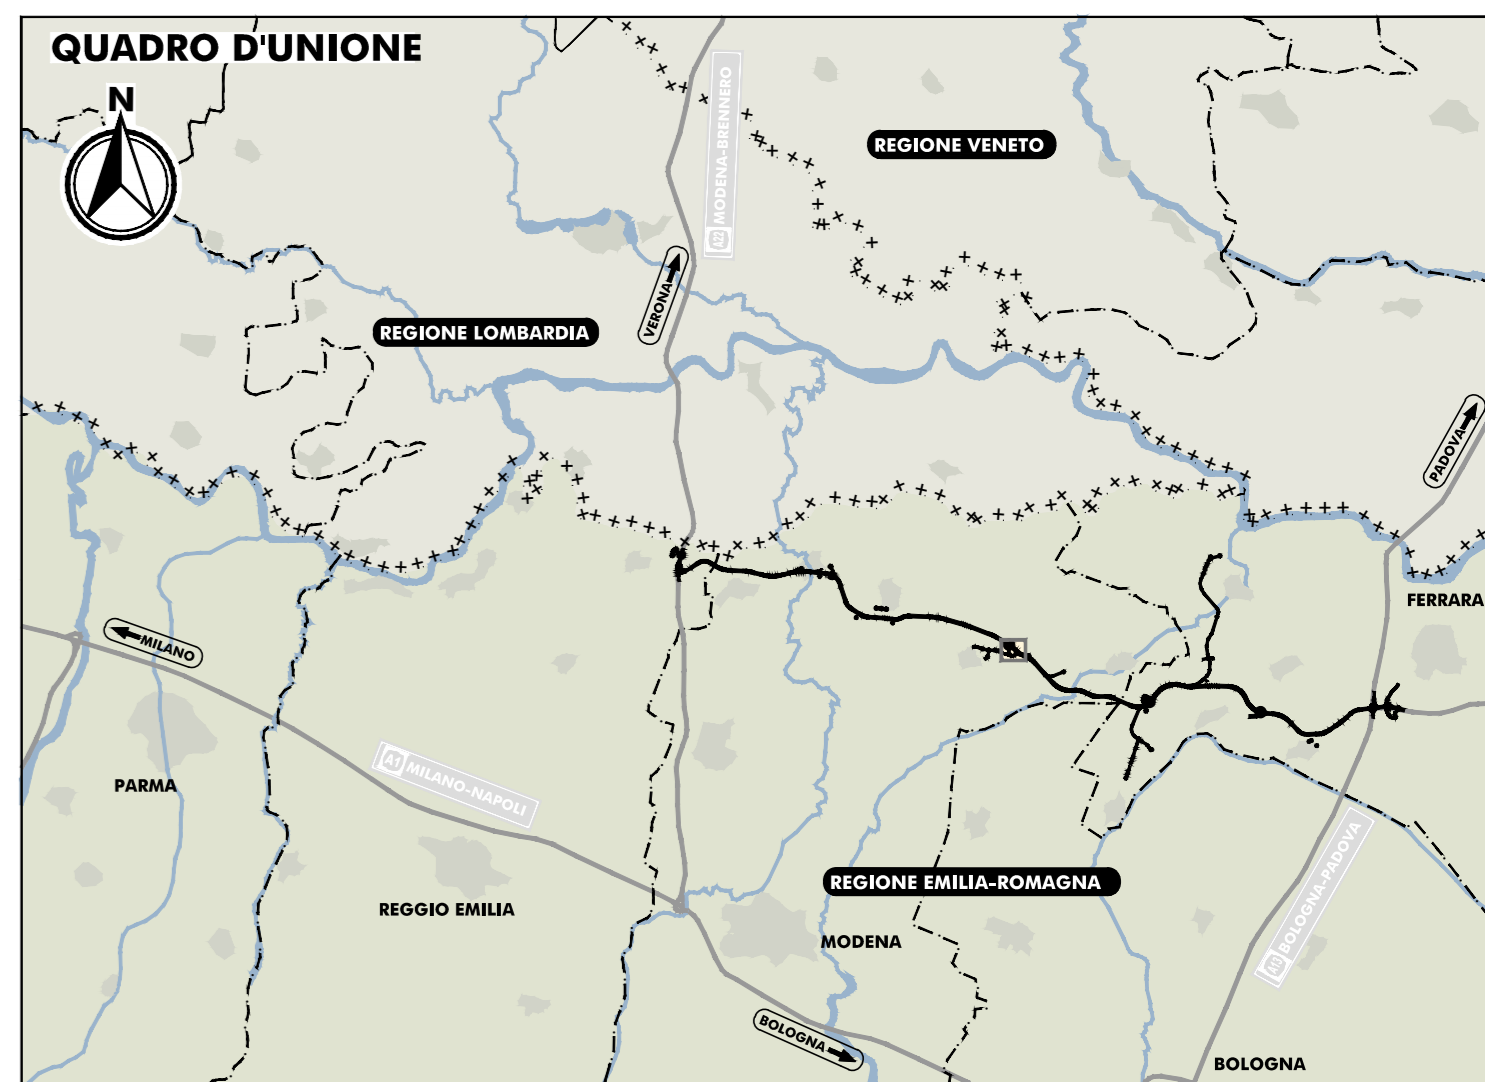 QUADRO D'UNIONE
N
A22 MODENA-BRENNERO
REGIONE VENETO
VERONA
REGIONE LOMBARDIA
PADOVA
FERRARA
MILANO
A1 MILANO-NAPOLI
PARMA
REGIONE EMILIA-ROMAGNA
A13 BOLOGNA-PADOVA
REGGIO EMILIA
MODENA
BOLOGNA
BOLOGNA